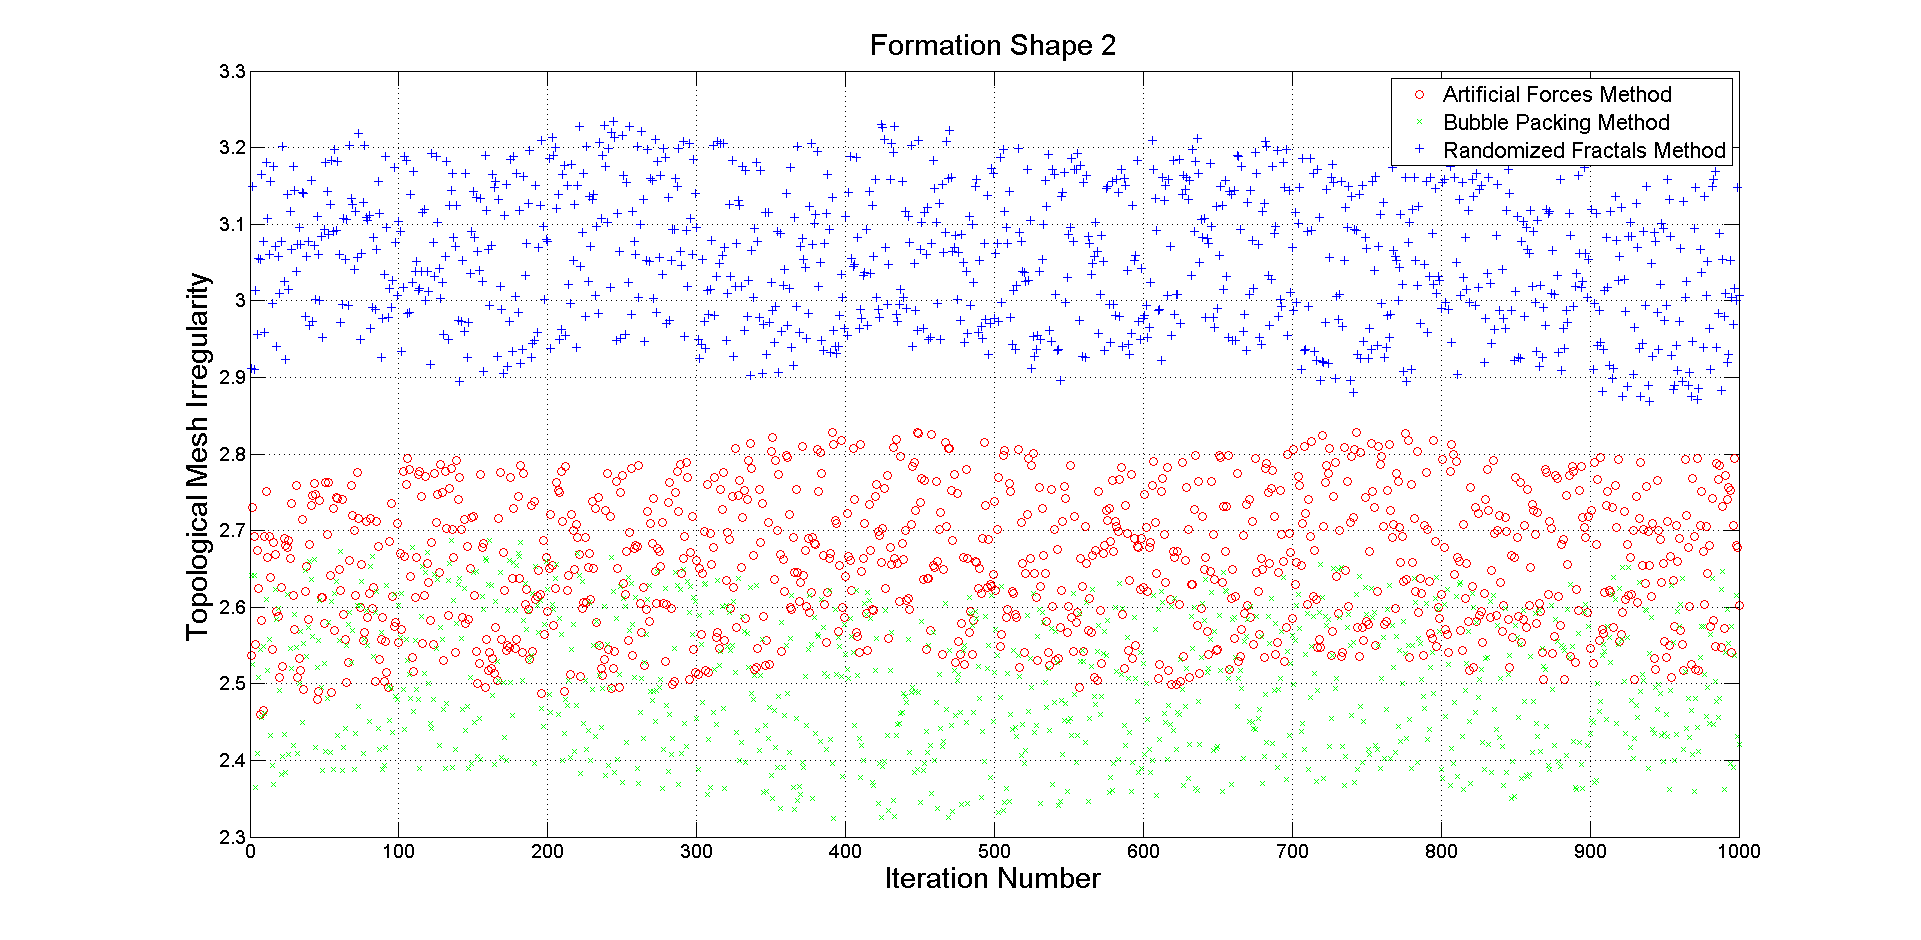 Formation Shape 2
3.3
3.2
3.1
3
2.9
2.8
2.7
2.6
2.5
2.4
2.3
Topological Mesh Irregularity
Artificial Forces Method
Bubble Packing Method
Randomized Fractals Method
0 100 200 300 400 500 600 700 800 900 1000
Iteration Number